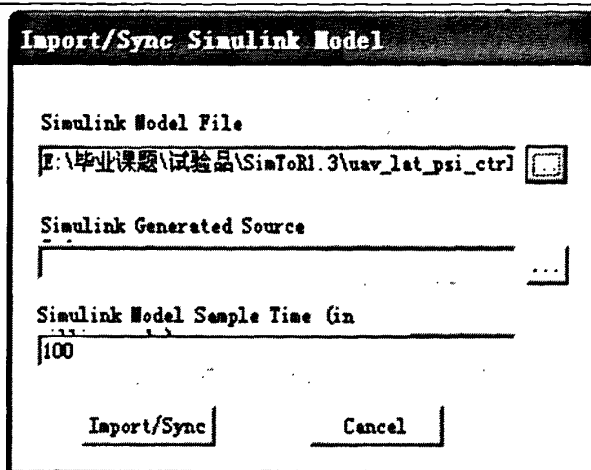 Import/Sync Simulink Model
Simulink Model File
E:\毕业课题\试验品\SimToR1.3\uav_lat_psi_ctrl
...
Simulink Generated Source
...
Simulink Model Sample Time (in
100
Import/Sync
Cancel